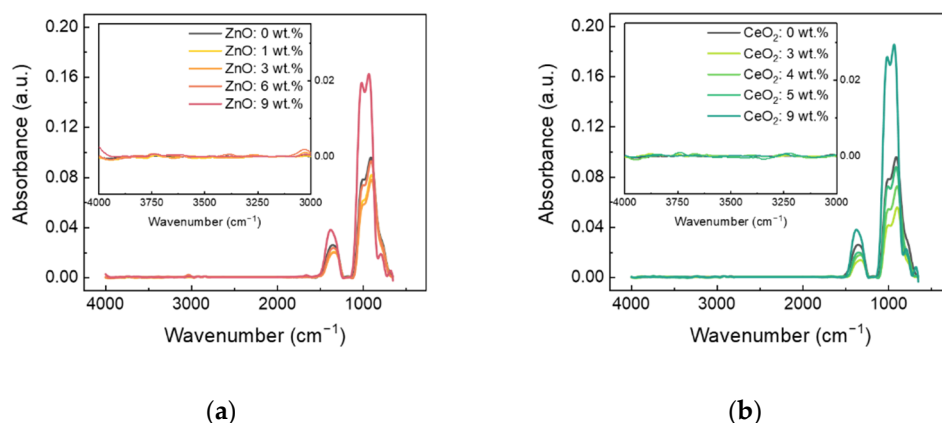 0.20
0.16
0.12
0.08
0.04
0.00
Absorbance (a.u.)
ZnO: 0 wt.%
ZnO: 1 wt.%
ZnO: 3 wt.%
ZnO: 6 wt.%
ZnO: 9 wt.%
0.02
0.00
4000 3750 3500 3250 3000
Wavenumber (cm⁻¹)
4000 3000 2000 1000
Wavenumber (cm⁻¹)
(a)
0.20
0.16
0.12
0.08
0.04
0.00
Absorbance (a.u.)
CeO₂: 0 wt.%
CeO₂: 3 wt.%
CeO₂: 4 wt.%
CeO₂: 5 wt.%
CeO₂: 9 wt.%
0.02
0.00
4000 3750 3500 3250 3000
Wavenumber (cm⁻¹)
4000 3000 2000 1000
Wavenumber (cm⁻¹)
(b)